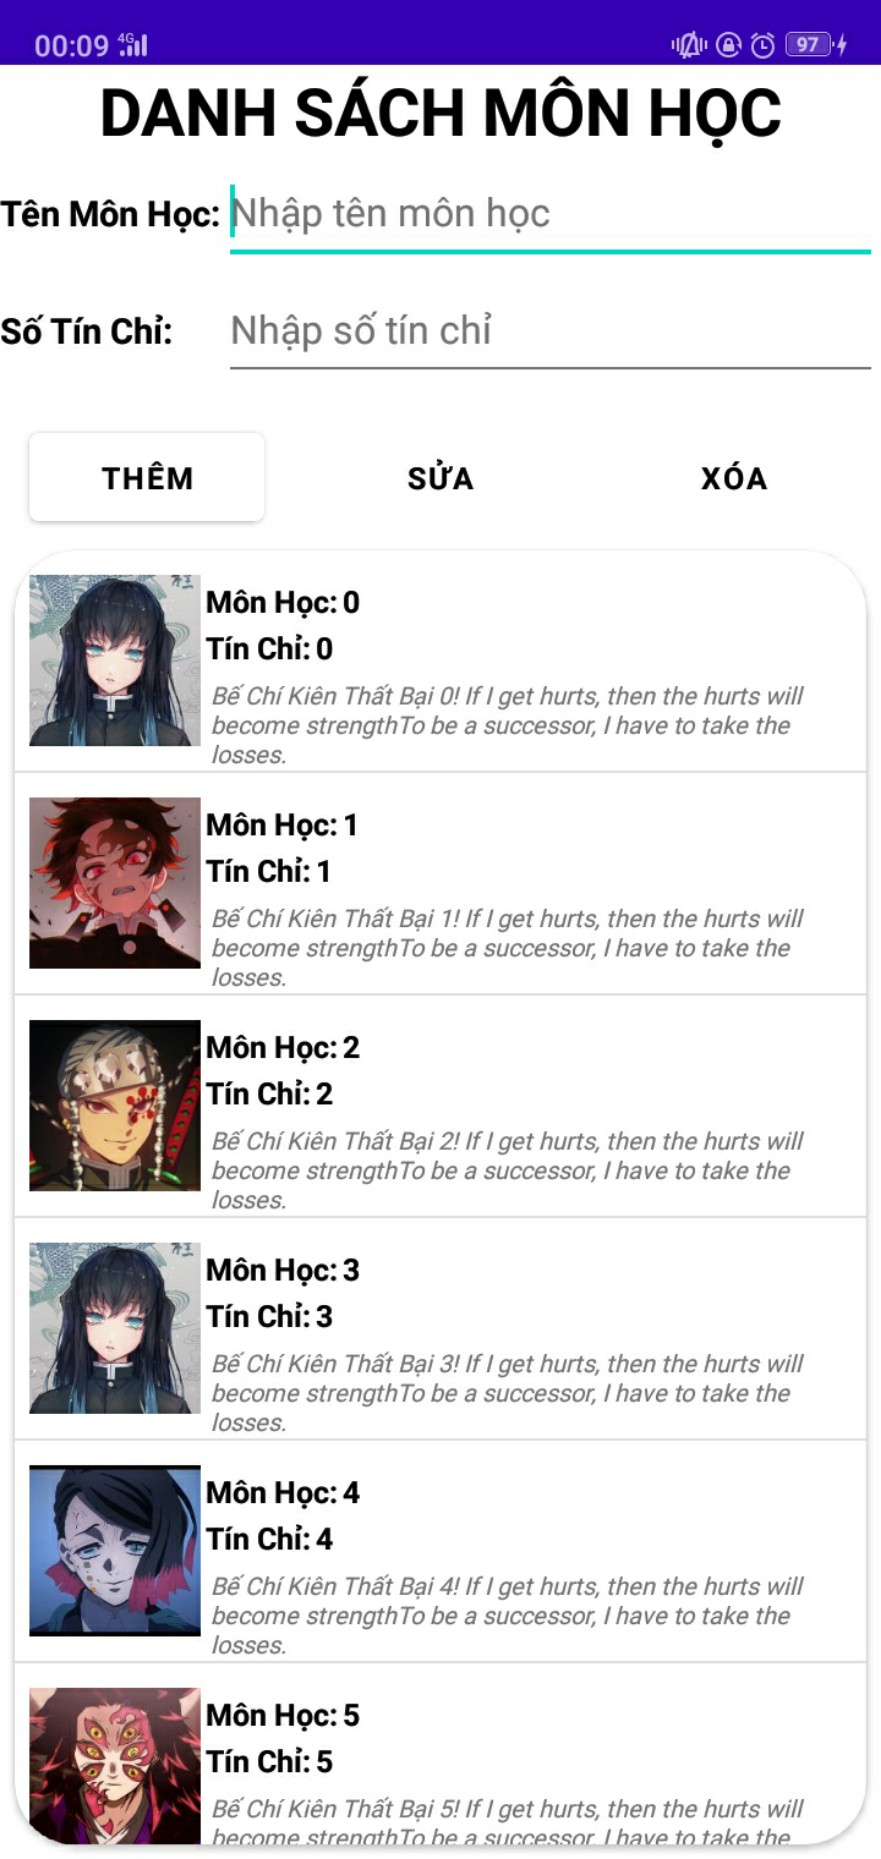 00:09 4G 97
DANH SÁCH MÔN HỌC
Tên Môn Học: Nhập tên môn học
Số Tín Chỉ: Nhập số tín chỉ
THÊM SỬA XÓA
Môn Học: 0
Tín Chỉ: 0
Bế Chí Kiên Thất Bại 0! If I get hurts, then the hurts will
become strengthTo be a successor, I have to take the
losses.
Môn Học: 1
Tín Chỉ: 1
Bế Chí Kiên Thất Bại 1! If I get hurts, then the hurts will
become strengthTo be a successor, I have to take the
losses.
Môn Học: 2
Tín Chỉ: 2
Bế Chí Kiên Thất Bại 2! If I get hurts, then the hurts will
become strengthTo be a successor, I have to take the
losses.
Môn Học: 3
Tín Chỉ: 3
Bế Chí Kiên Thất Bại 3! If I get hurts, then the hurts will
become strengthTo be a successor, I have to take the
losses.
Môn Học: 4
Tín Chỉ: 4
Bế Chí Kiên Thất Bại 4! If I get hurts, then the hurts will
become strengthTo be a successor, I have to take the
losses.
Môn Học: 5
Tín Chỉ: 5
Bế Chí Kiên Thất Bại 5! If I get hurts, then the hurts will
become strengthTo be a successor, I have to take the